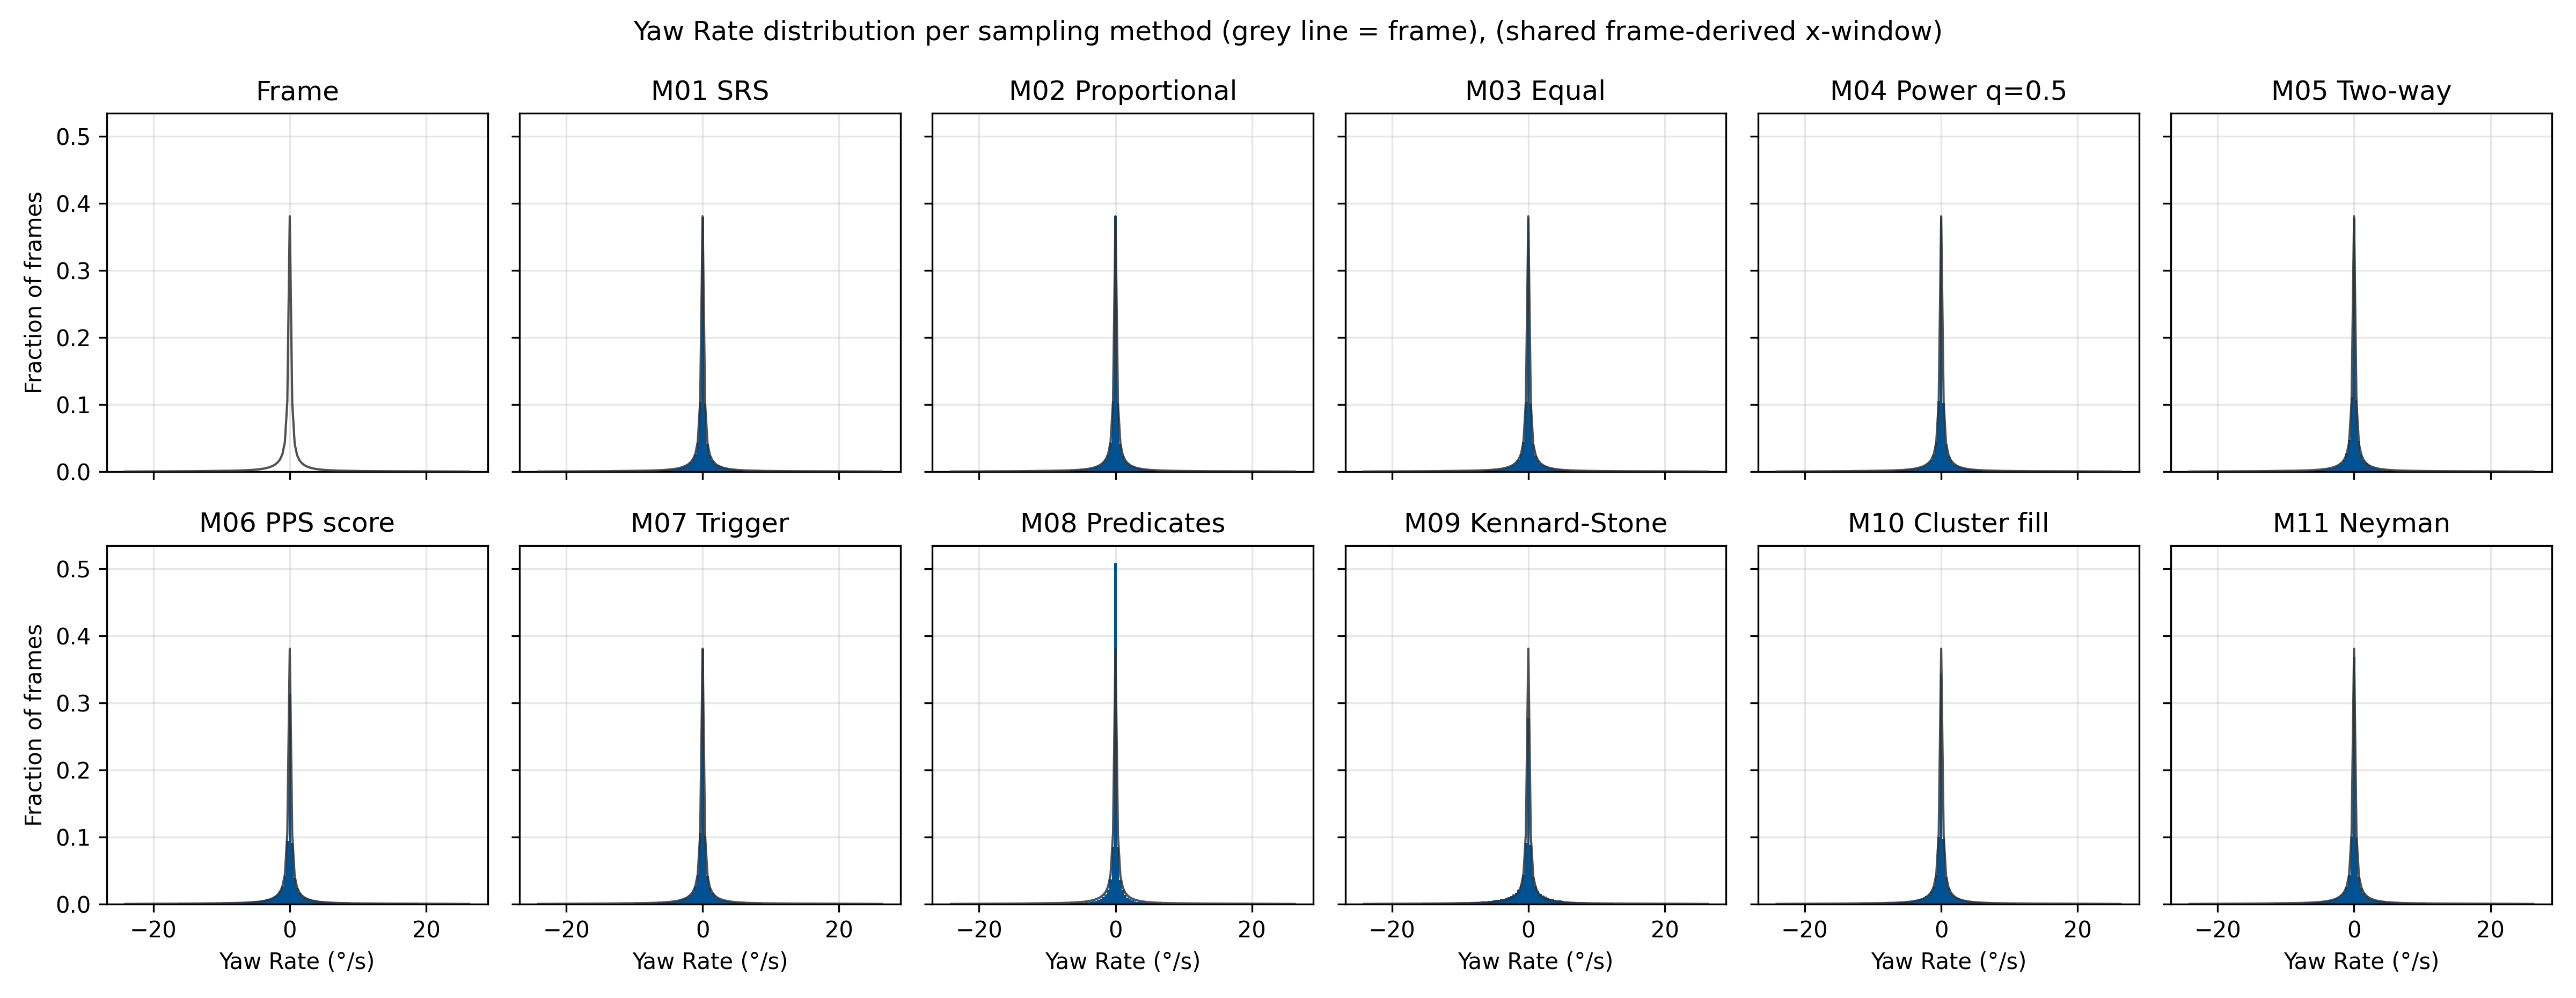 Yaw Rate distribution per sampling method (grey line = frame), (shared frame-derived x-window)
Frame
M01 SRS
M02 Proportional
M03 Equal
M04 Power q=0.5
M05 Two-way
Fraction of frames
0.5
0.4
0.3
0.2
0.1
0.0
M06 PPS score
M07 Trigger
M08 Predicates
M09 Kennard-Stone
M10 Cluster fill
M11 Neyman
Fraction of frames
0.5
0.4
0.3
0.2
0.1
0.0
−20 0 20
−20 0 20
−20 0 20
−20 0 20
−20 0 20
−20 0 20
Yaw Rate (°/s)
Yaw Rate (°/s)
Yaw Rate (°/s)
Yaw Rate (°/s)
Yaw Rate (°/s)
Yaw Rate (°/s)